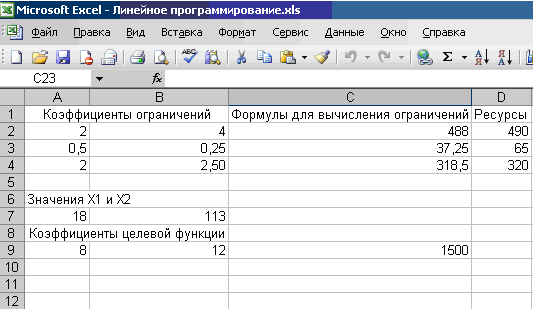 Microsoft Excel - Линейное программирование.xls
Файл Правка Вид Вставка Формат Сервис Данные Окно Справка
C23 fx
A B C D
1 Коэффициенты ограничений Формулы для вычисления ограничений Ресурсы
2 2 4 488 490
3 0,5 0,25 37,25 65
4 2 2,50 318,5 320
5
6 Значения X1 и X2
7 18 113
8 Коэффициенты целевой функции
9 8 12 1500
10
11
12